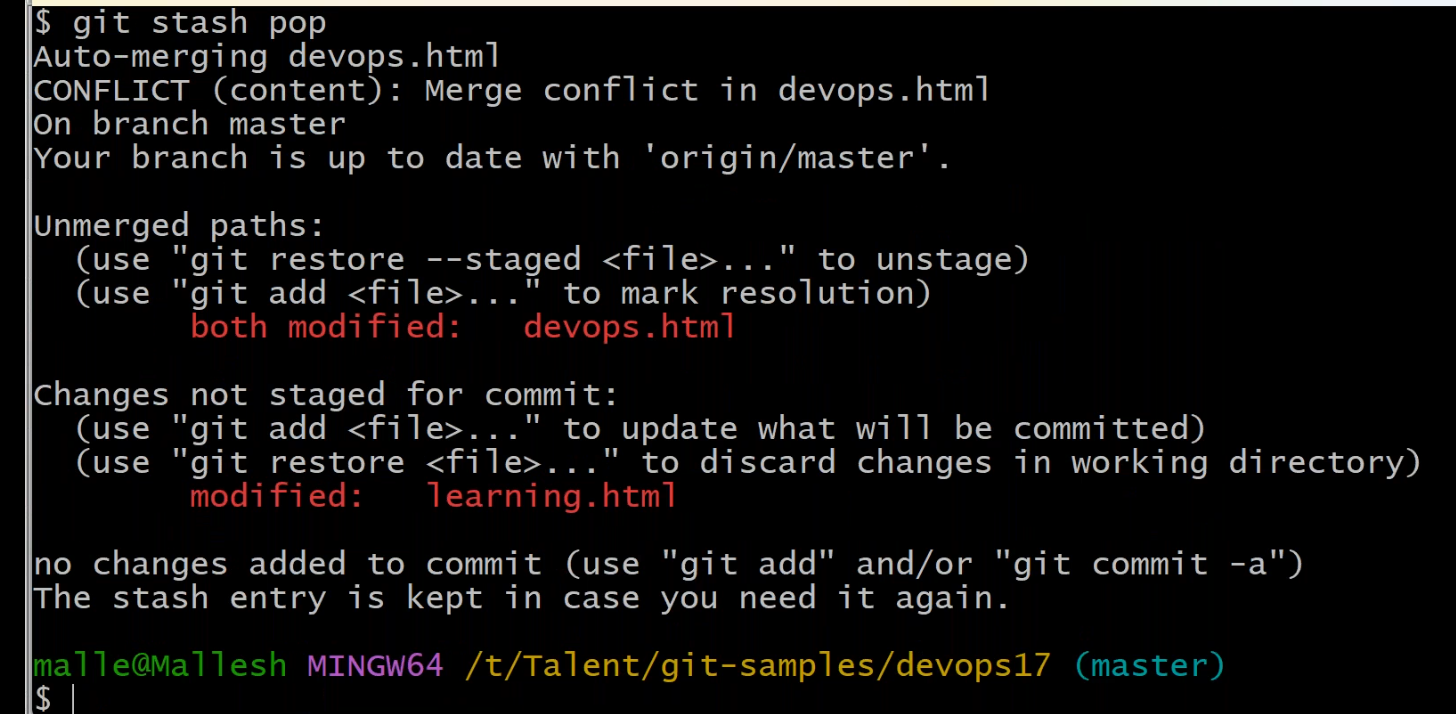 $ git stash pop
Auto-merging devops.html
CONFLICT (content): Merge conflict in devops.html
On branch master
Your branch is up to date with 'origin/master'.
Unmerged paths:
(use "git restore --staged <file>..." to unstage)
(use "git add <file>..." to mark resolution)
both modified: devops.html
Changes not staged for commit:
(use "git add <file>..." to update what will be committed)
(use "git restore <file>..." to discard changes in working directory)
modified: learning.html
no changes added to commit (use "git add" and/or "git commit -a")
The stash entry is kept in case you need it again.
malle@Mallesh MINGW64 /t/Talent/git-samples/devops17 (master)
$